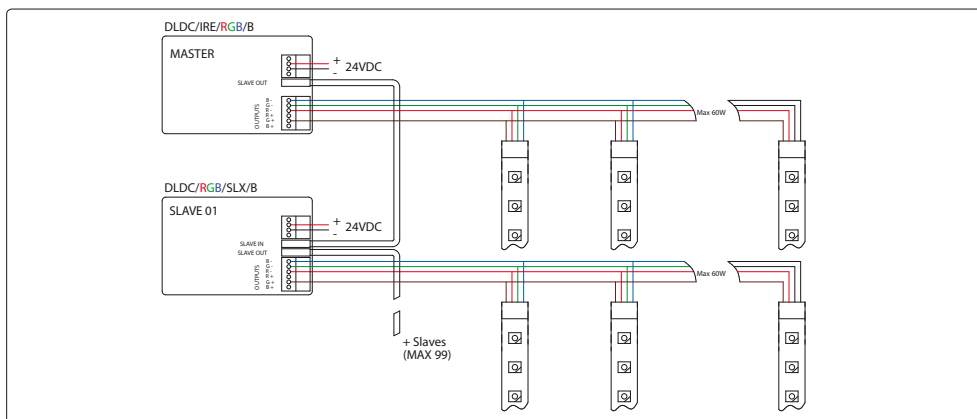 DLDC/IRE/RGB/B
MASTER
+
-
24VDC
SLAVE OUT
OUTPUTS
B -
G -
R -
R +
G +
B +
Max 60W
DLDC/RGB/SLX/B
SLAVE 01
+
-
24VDC
SLAVE IN
SLAVE OUT
OUTPUTS
B -
G -
R -
R +
G +
B +
Max 60W
+ Slaves
(MAX 99)